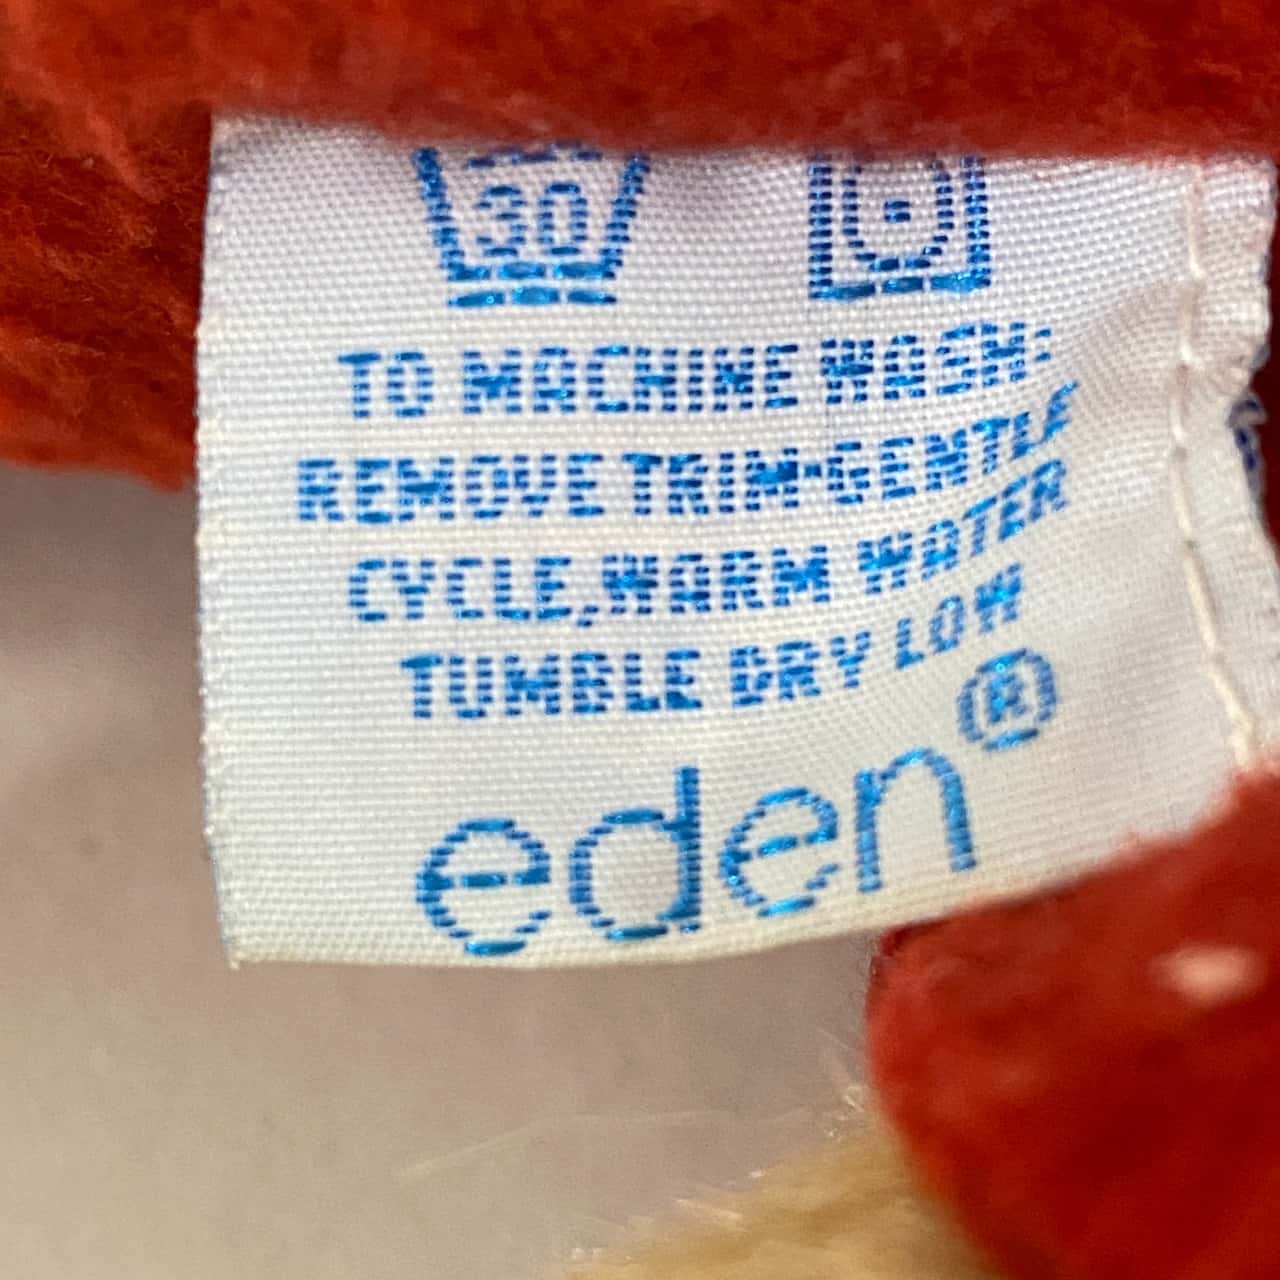 30
TO MACHINE WASH:
REMOVE TRIM-GENTLE
CYCLE, WARM WATER
TUMBLE DRY LOW
eden®